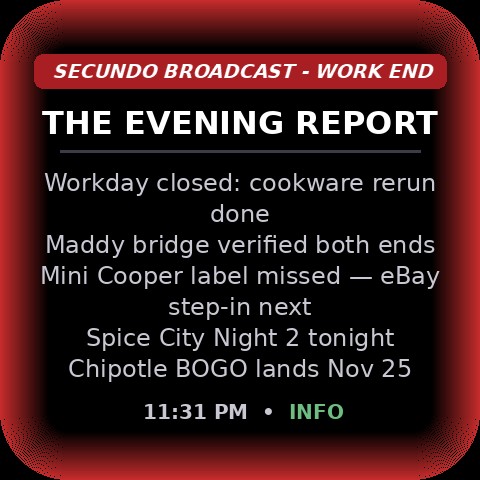 SECUNDO BROADCAST - WORK END
THE EVENING REPORT
Workday closed: cookware rerun
done
Maddy bridge verified both ends
Mini Cooper label missed — eBay
step-in next
Spice City Night 2 tonight
Chipotle BOGO lands Nov 25
11:31 PM • INFO